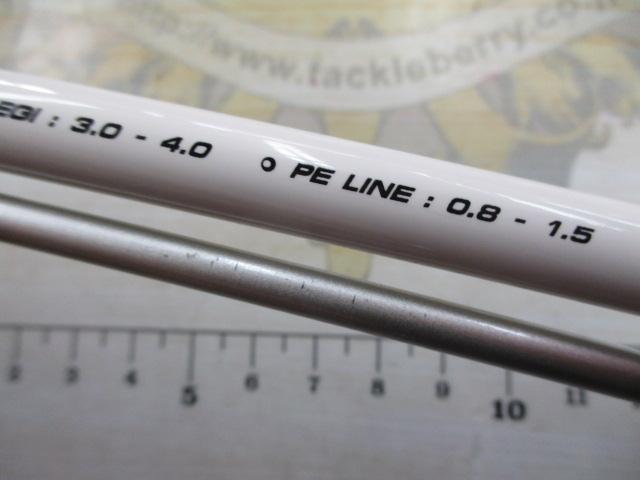 http://www.tackleberry.co
EGI : 3.0 - 4.0 PE LINE : 0.8 - 1.5
2 3 4 5 6 7 8 9 10 11